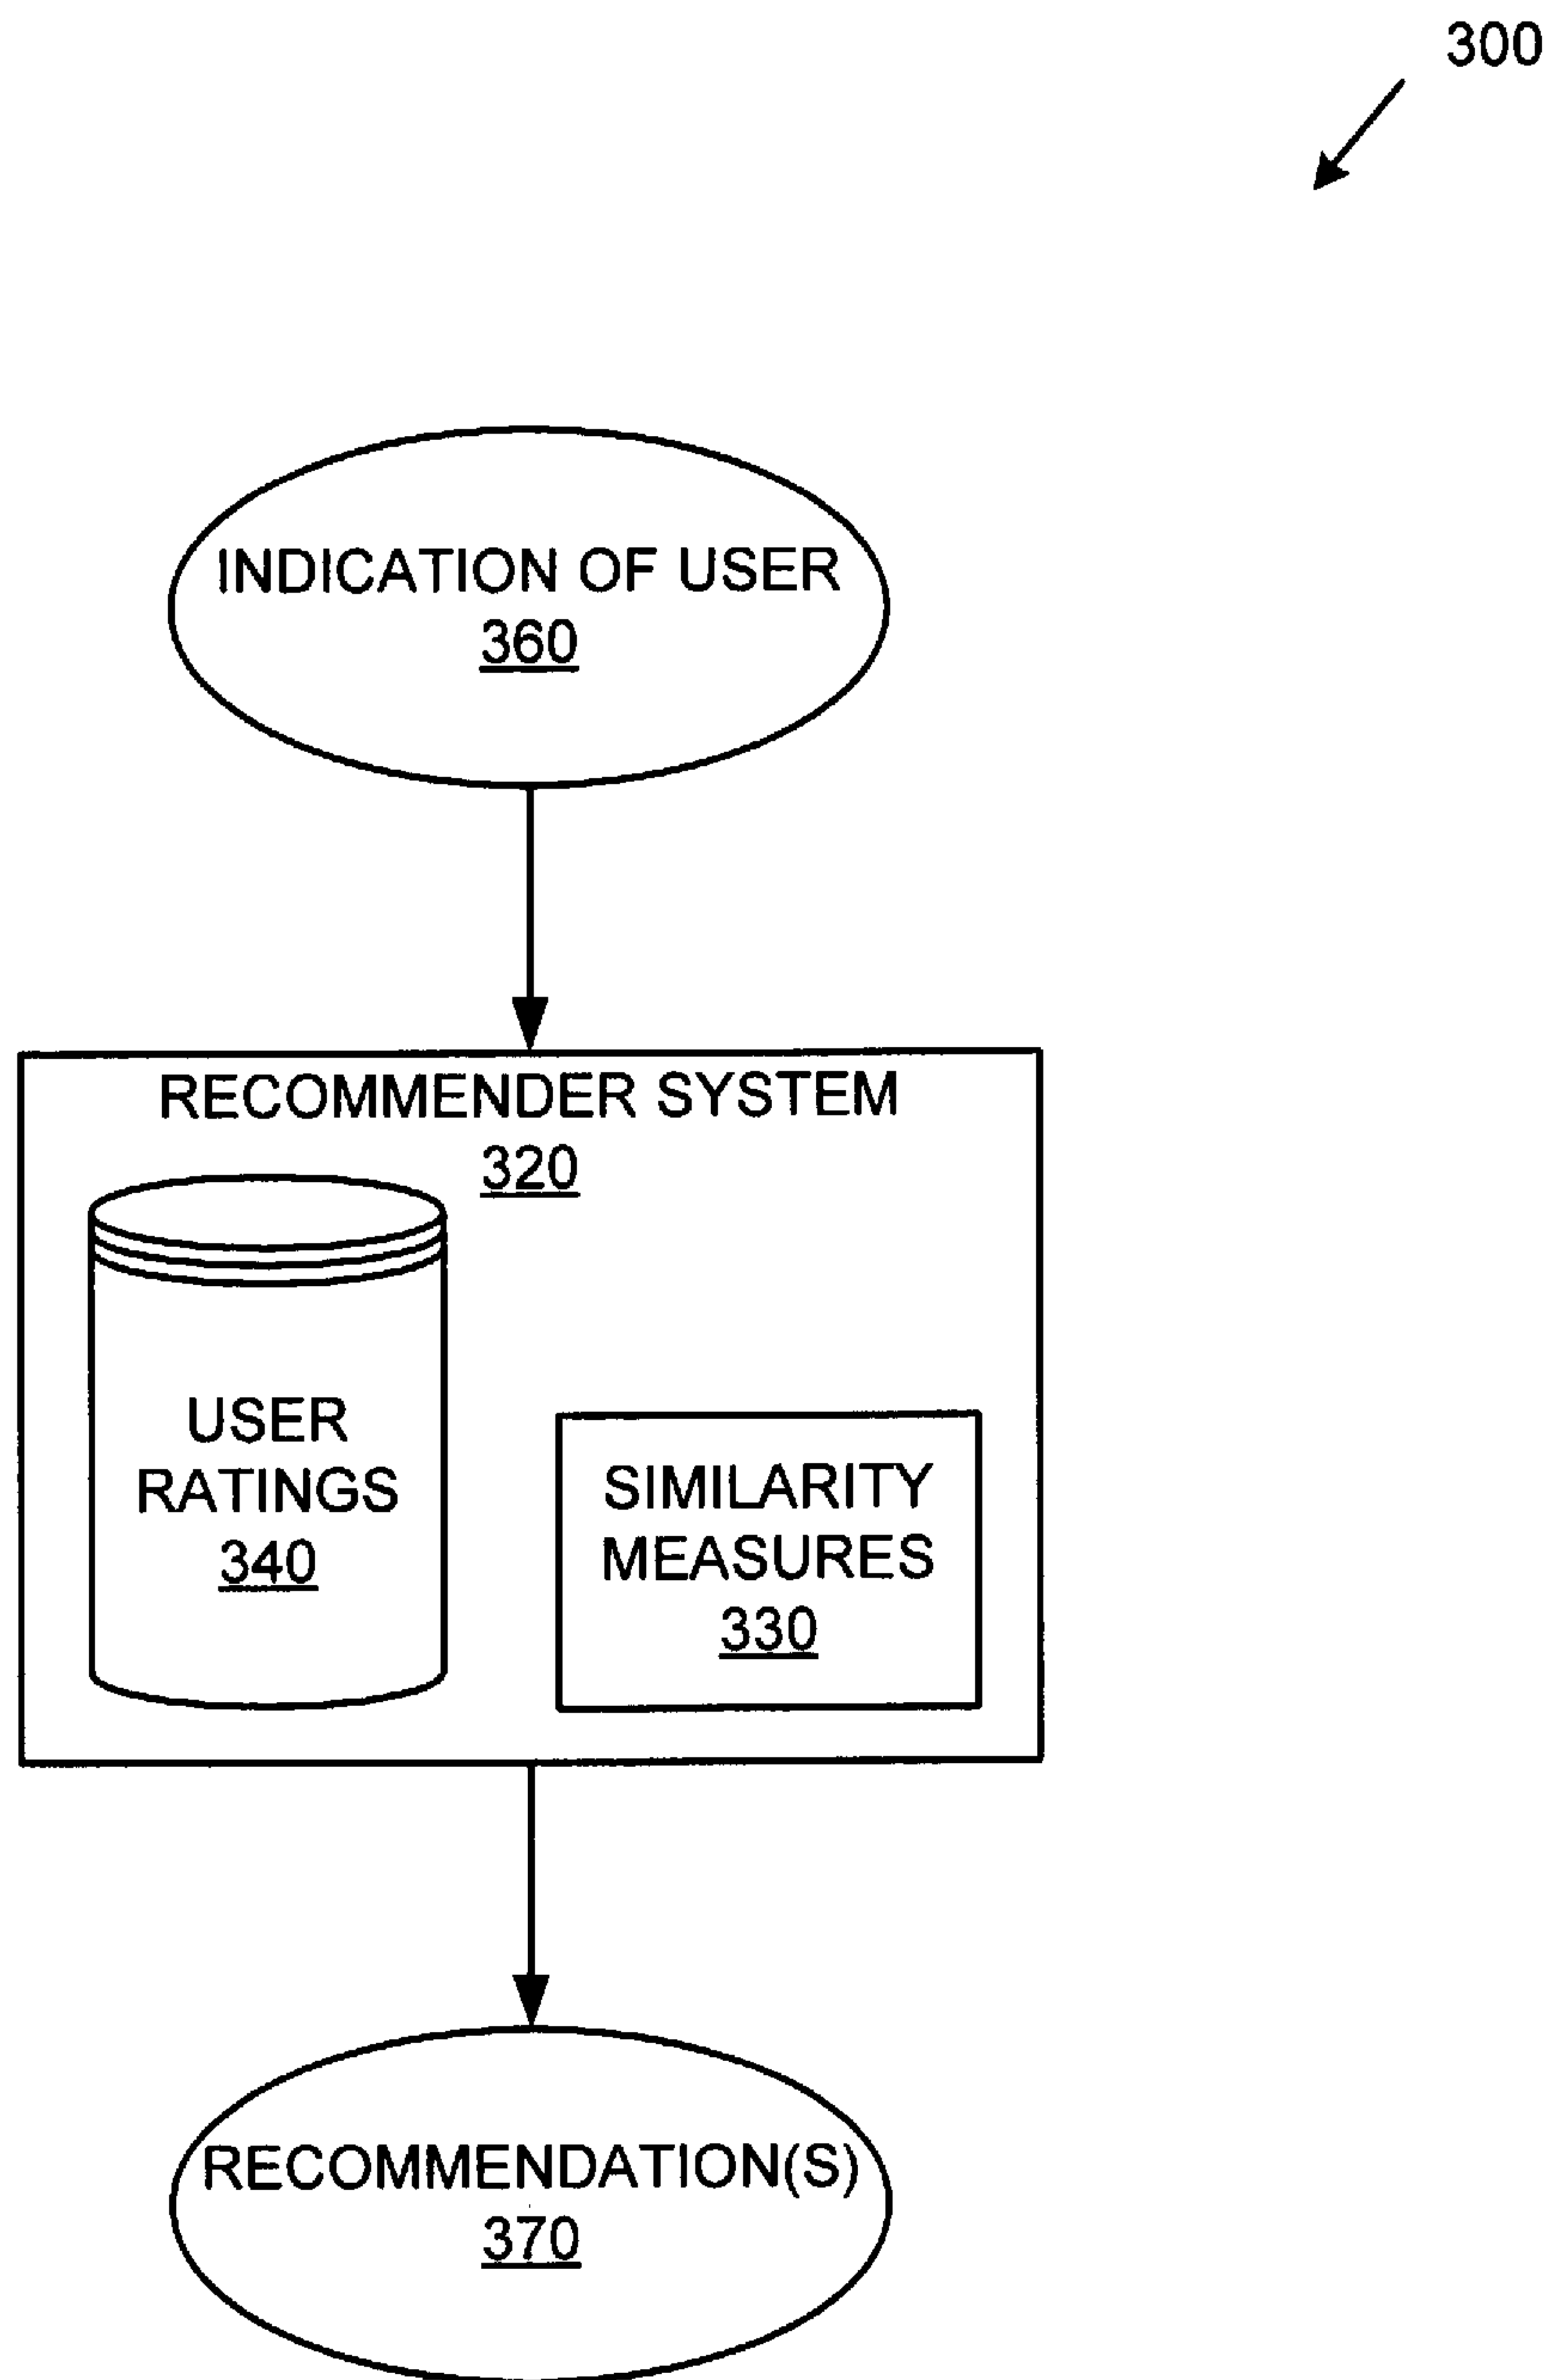 300
INDICATION OF USER
360
RECOMMENDER SYSTEM
320
USER
RATINGS
340
SIMILARITY
MEASURES
330
RECOMMENDATION(S)
370